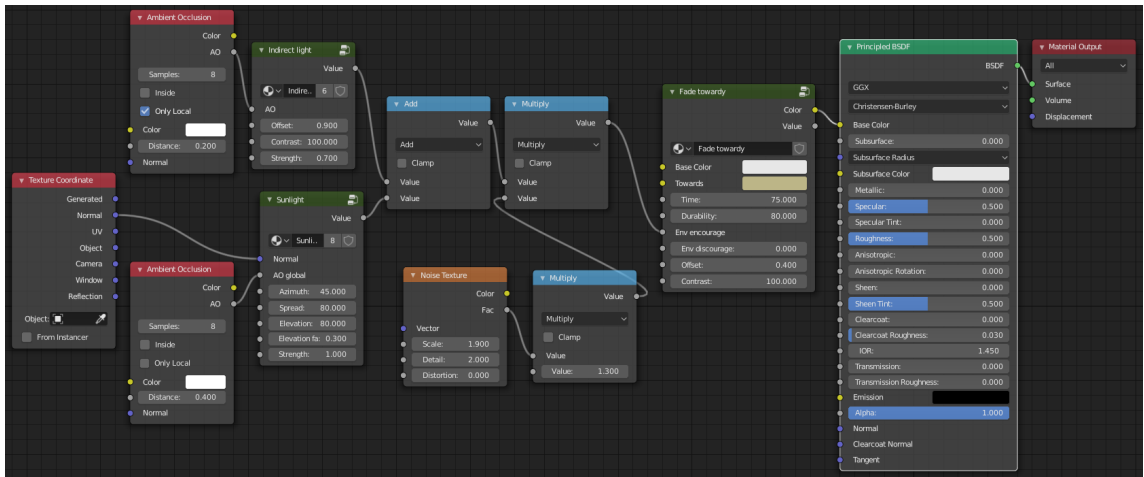 Ambient Occlusion
Color
AO
Samples: 8
Inside
Only Local
Color
Distance: 0.200
Normal
Indirect light
Value
Indire.. 6
AO
Offset: 0.900
Contrast: 100.000
Strength: 0.700
Texture Coordinate
Generated
Normal
UV
Object
Camera
Window
Reflection
Object:
From Instancer
Ambient Occlusion
Color
AO
Samples: 8
Inside
Only Local
Color
Distance: 0.400
Normal
Sunlight
Value
Sunli.. 8
Normal
AO global
Azimuth: 45.000
Spread: 80.000
Elevation: 80.000
Elevation fa: 0.300
Strength: 1.000
Add
Value
Add
Clamp
Value
Value
Multiply
Value
Multiply
Clamp
Value
Value
Noise Texture
Color
Fac
Vector
Scale: 1.900
Detail: 2.000
Distortion: 0.000
Multiply
Value
Multiply
Clamp
Value
Value: 1.300
Fade towardy
Color
Value
Fade towardy
Base Color
Towards
Time: 75.000
Durability: 80.000
Env encourage
Env discourage: 0.000
Offset: 0.400
Contrast: 100.000
Principled BSDF
BSDF
GGX
Christensen-Burley
Base Color
Subsurface: 0.000
Subsurface Radius
Subsurface Color
Metallic: 0.000
Specular: 0.500
Specular Tint: 0.000
Roughness: 0.500
Anisotropic: 0.000
Anisotropic Rotation: 0.000
Sheen: 0.000
Sheen Tint: 0.500
Clearcoat: 0.000
Clearcoat Roughness: 0.030
IOR: 1.450
Transmission: 0.000
Transmission Roughness: 0.000
Emission
Alpha: 1.000
Normal
Clearcoat Normal
Tangent
Material Output
All
Surface
Volume
Displacement